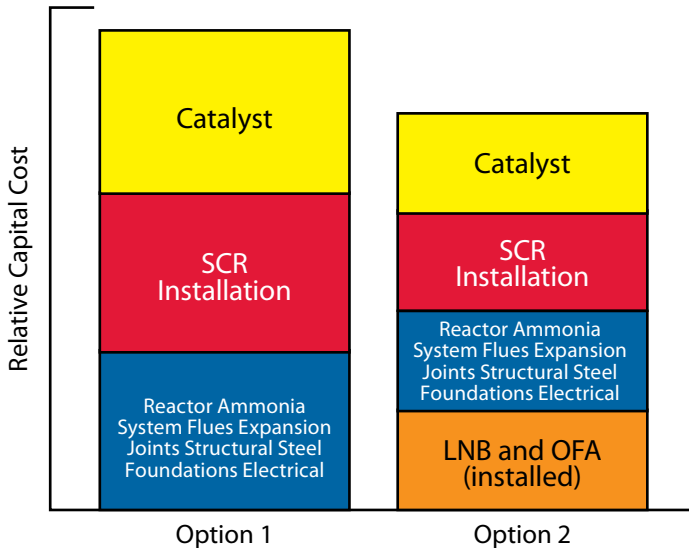 Relative Capital Cost
Catalyst
SCR
Installation
Reactor Ammonia
System Flues Expansion
Joints Structural Steel
Foundations Electrical
Option 1
Catalyst
SCR
Installation
Reactor Ammonia
System Flues Expansion
Joints Structural Steel
Foundations Electrical
LNB and OFA
(installed)
Option 2